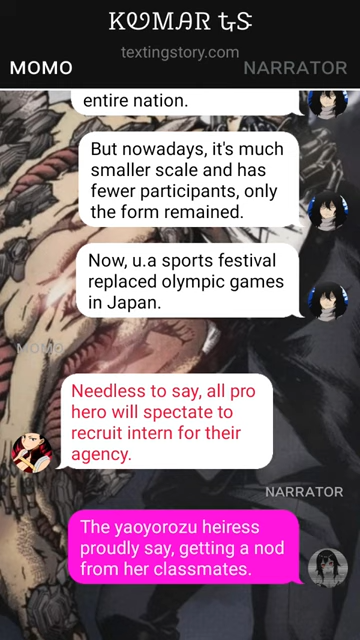 KUMAR GS
textingstory.com
MOMO
NARRATOR
entire nation.
But nowadays, it's much
smaller scale and has
fewer participants, only
the form remained.
Now, u.a sports festival
replaced olympic games
in Japan.
MOMO
Needless to say, all pro
hero will spectate to
recruit intern for their
agency.
NARRATOR
The yaoyorozu heiress
proudly say, getting a nod
from her classmates.